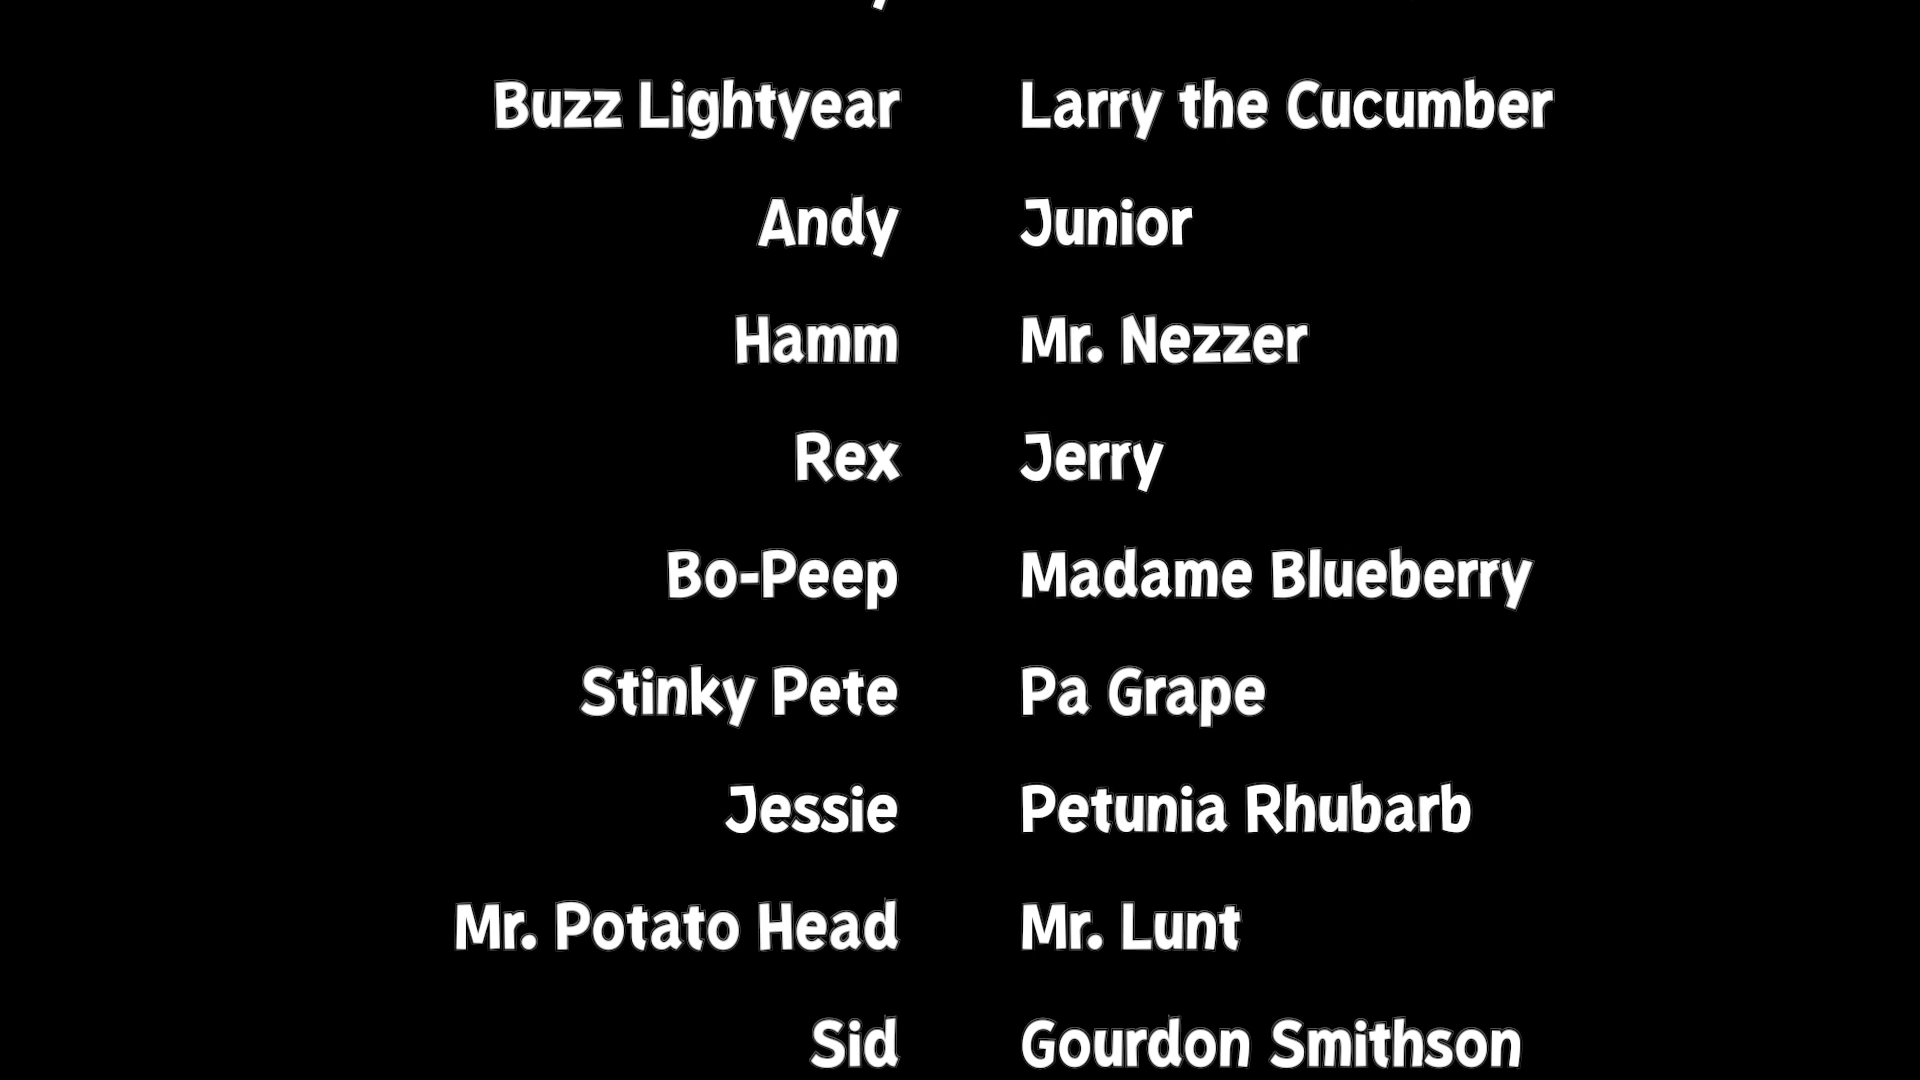 Buzz Lightyear Larry the Cucumber
Andy Junior
Hamm Mr. Nezzer
Rex Jerry
Bo-Peep Madame Blueberry
Stinky Pete Pa Grape
Jessie Petunia Rhubarb
Mr. Potato Head Mr. Lunt
Sid Gourdon Smithson